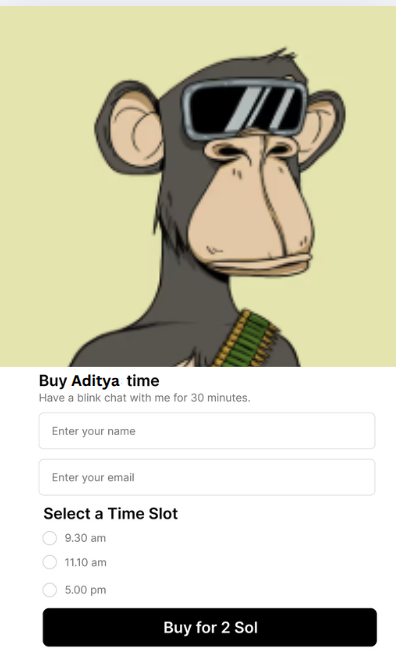 Buy Aditya time
Have a blink chat with me for 30 minutes.
Enter your name
Enter your email
Select a Time Slot
9.30 am
11.10 am
5.00 pm
Buy for 2 Sol